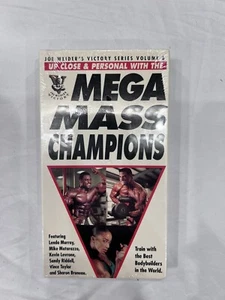 JOE WEIDER'S VICTORY SERIES VOLUME
UP-CLOSE & PERSONAL WITH THE
MEGA
MASS
CHAMPIONS
Featuring
Lenda Murray,
Mike Matarazzo,
Kevin Levrone,
Sandy Riddell,
Vince Taylor
and Sharon Bruneau.
Train with the
Best
Bodybuilders
in the World.